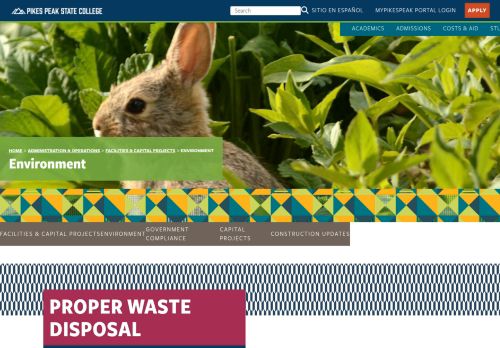 PIKES PEAK STATE COLLEGE
Search
SITIO EN ESPAÑOL
MYPIKESPEAK PORTAL LOGIN
APPLY
ACADEMICS
ADMISSIONS
COSTS & AID
STU
HOME > ADMINISTRATION & OPERATIONS > FACILITIES & CAPITAL PROJECTS > ENVIRONMENT
Environment
FACILITIES & CAPITAL PROJECTS
ENVIRONMENT
GOVERNMENT
COMPLIANCE
CAPITAL
PROJECTS
CONSTRUCTION UPDATES
PROPER WASTE
DISPOSAL